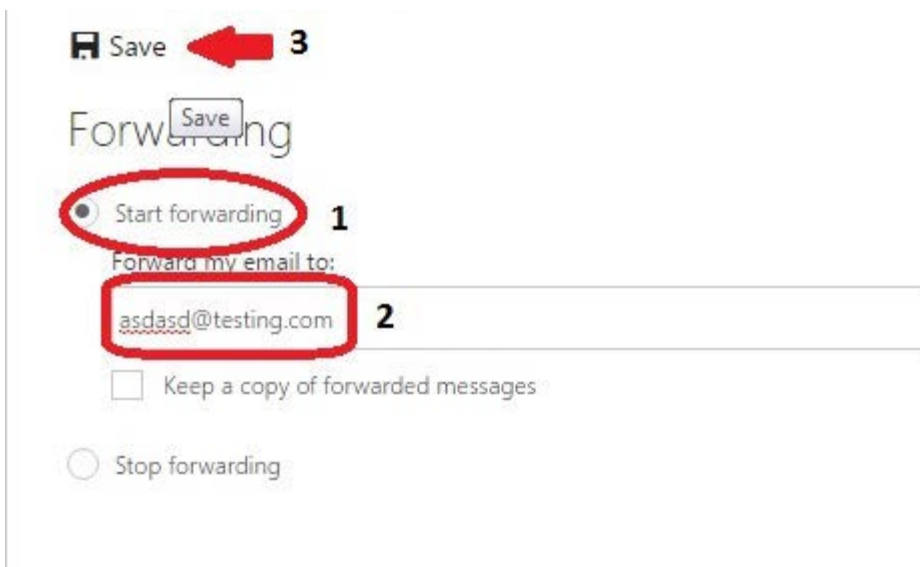 Save 3
Save
Forwarding
Start forwarding 1
Forward my email to:
asdasd@testing.com 2
Keep a copy of forwarded messages
Stop forwarding